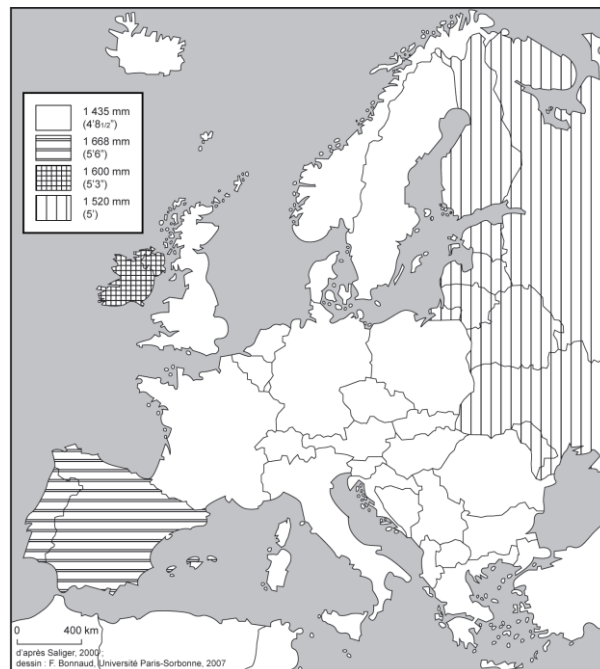 1 435 mm
(4'81/2")
1 668 mm
(5'6")
1 600 mm
(5'3")
1 520 mm
(5')
0 400 km
d'après Saliger, 2000 ;
dessin : F. Bonnaud, Université Paris-Sorbonne, 2007